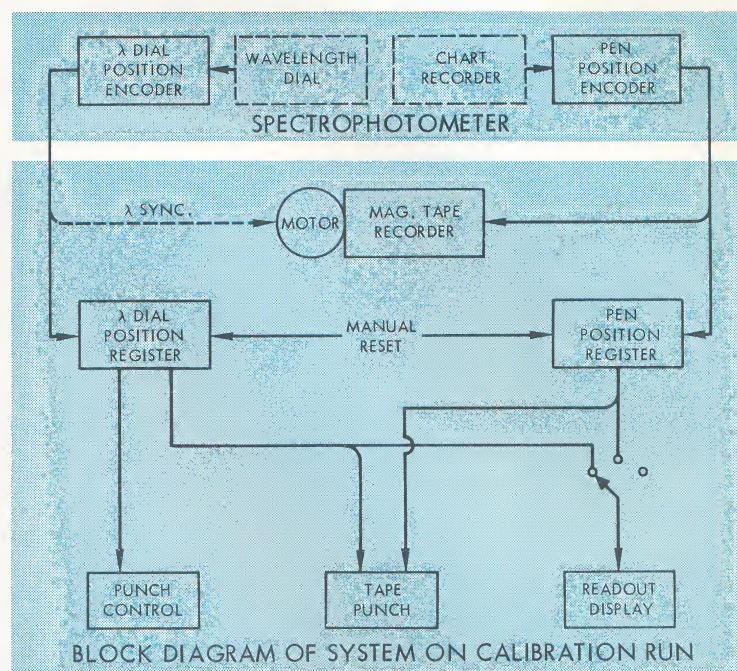 λ DIAL
POSITION
ENCODER
WAVELENGTH
DIAL
CHART
RECORDER
PEN
POSITION
ENCODER
SPECTROPHOTOMETER
λ SYNC.
MOTOR
MAG. TAPE
RECORDER
λ DIAL
POSITION
REGISTER
MANUAL
RESET
PEN
POSITION
REGISTER
PUNCH
CONTROL
TAPE
PUNCH
READOUT
DISPLAY
BLOCK DIAGRAM OF SYSTEM ON CALIBRATION RUN